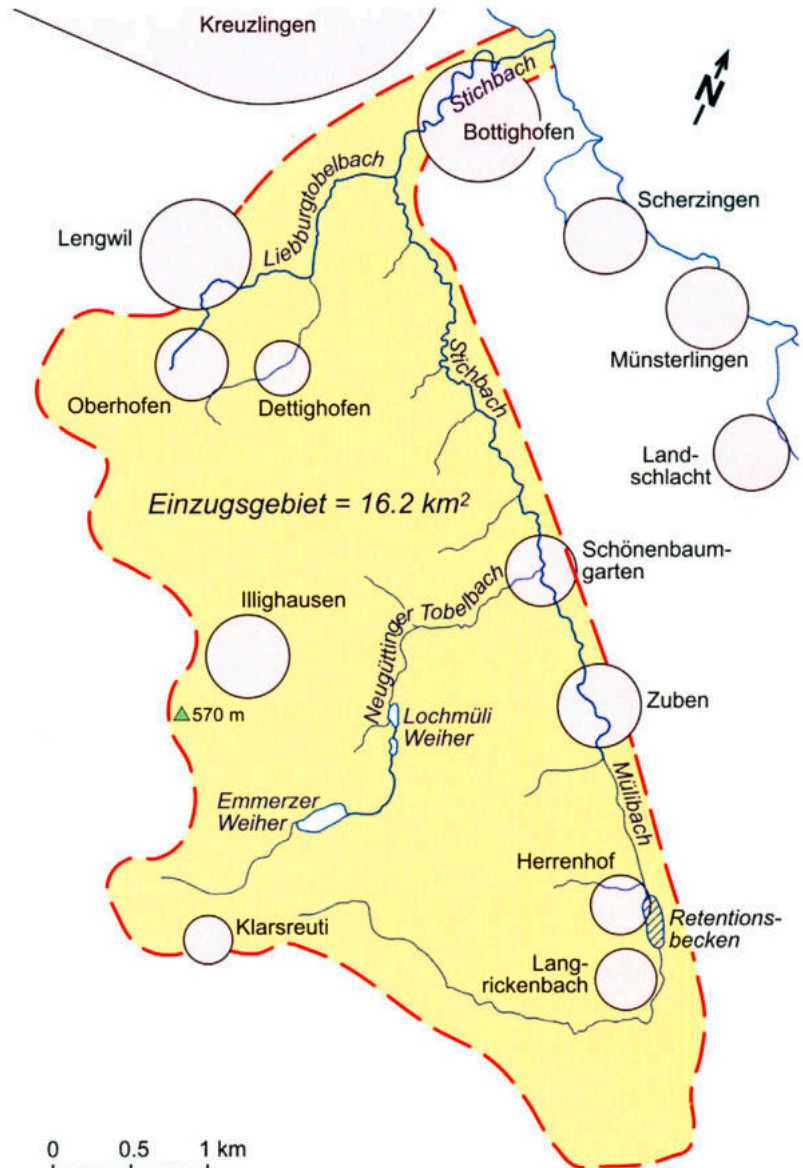 Kreuzlingen
N
Stichbach
Bottighofen
Liebburgtobelbach
Scherzingen
Lengwil
Münsterlingen
Stichbach
Oberhofen
Dettighofen
Land-
schlacht
Einzugsgebiet = 16.2 km²
Schönenbaum-
garten
Illighausen
Neugüttinger Tobelbach
Zuben
570 m
Lochmüli
Weiher
Mülibach
Emmerzer
Weiher
Herrenhof
Klarsreuti
Retentions-
becken
Lang-
rickenbach
0 0.5 1 km